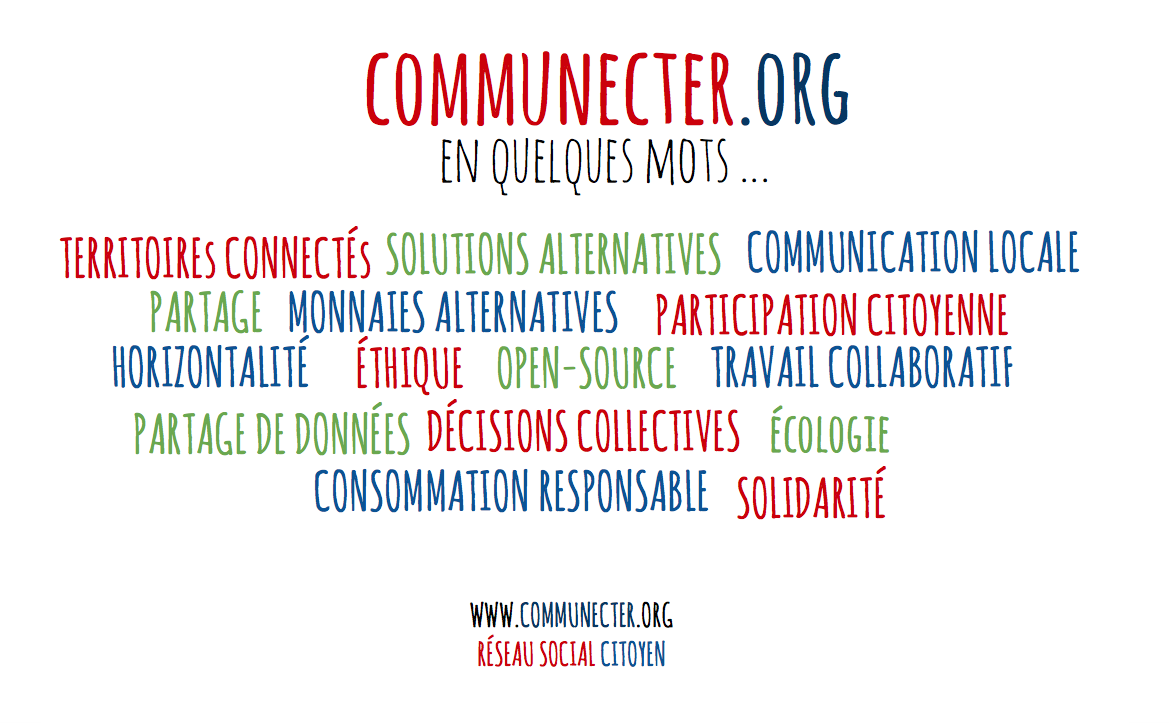 COMMUNECTER.ORG
EN QUELQUES MOTS ...
TERRITOIREs CONNECTÉs SOLUTIONS ALTERNATIVES COMMUNICATION LOCALE
PARTAGE MONNAIES ALTERNATIVES PARTICIPATION CITOYENNE
HORIZONTALITÉ ÉTHIQUE OPEN-SOURCE TRAVAIL COLLABORATIF
PARTAGE DE DONNÉES DÉCISIONS COLLECTIVES ÉCOLOGIE
CONSOMMATION RESPONSABLE SOLIDARITÉ
WWW.COMMUNECTER.ORG
RÉSEAU SOCIAL CITOYEN